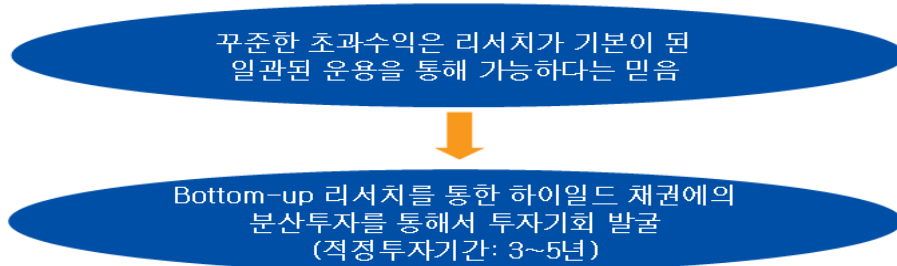 꾸준한 초과수익은 리서치가 기본이 된
일관된 운용을 통해 가능하다는 믿음
Bottom-up 리서치를 통한 하이일드 채권에의
분산투자를 통해서 투자기회 발굴
(적정투자기간: 3~5년)